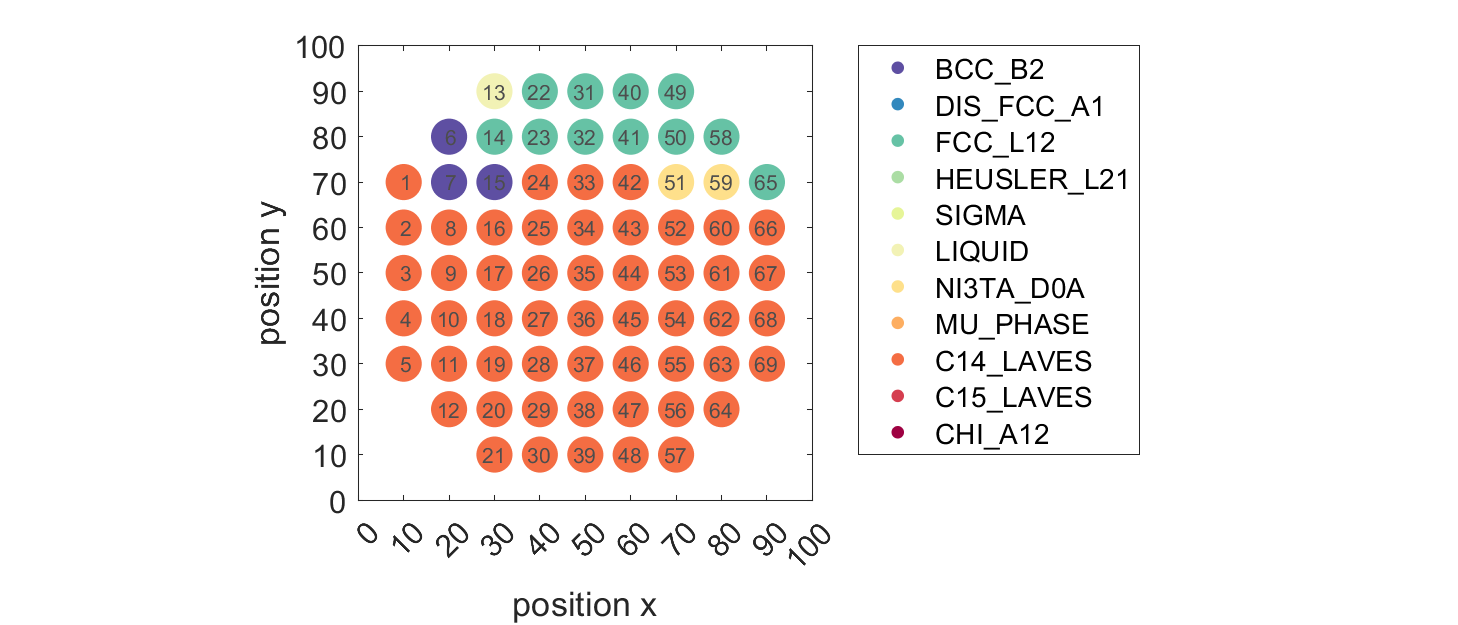 100
90 13 22 31 40 49
80 6 14 23 32 41 50 58
70 1 7 15 24 33 42 51 59 65
60 2 8 16 25 34 43 52 60 66
50 3 9 17 26 35 44 53 61 67
40 4 10 18 27 36 45 54 62 68
30 5 11 19 28 37 46 55 63 69
20 12 20 29 38 47 56 64
10 21 30 39 48 57
0
0 10 20 30 40 50 60 70 80 90 100
position x
position y
BCC_B2
DIS_FCC_A1
FCC_L12
HEUSLER_L21
SIGMA
LIQUID
NI3TA_D0A
MU_PHASE
C14_LAVES
C15_LAVES
CHI_A12